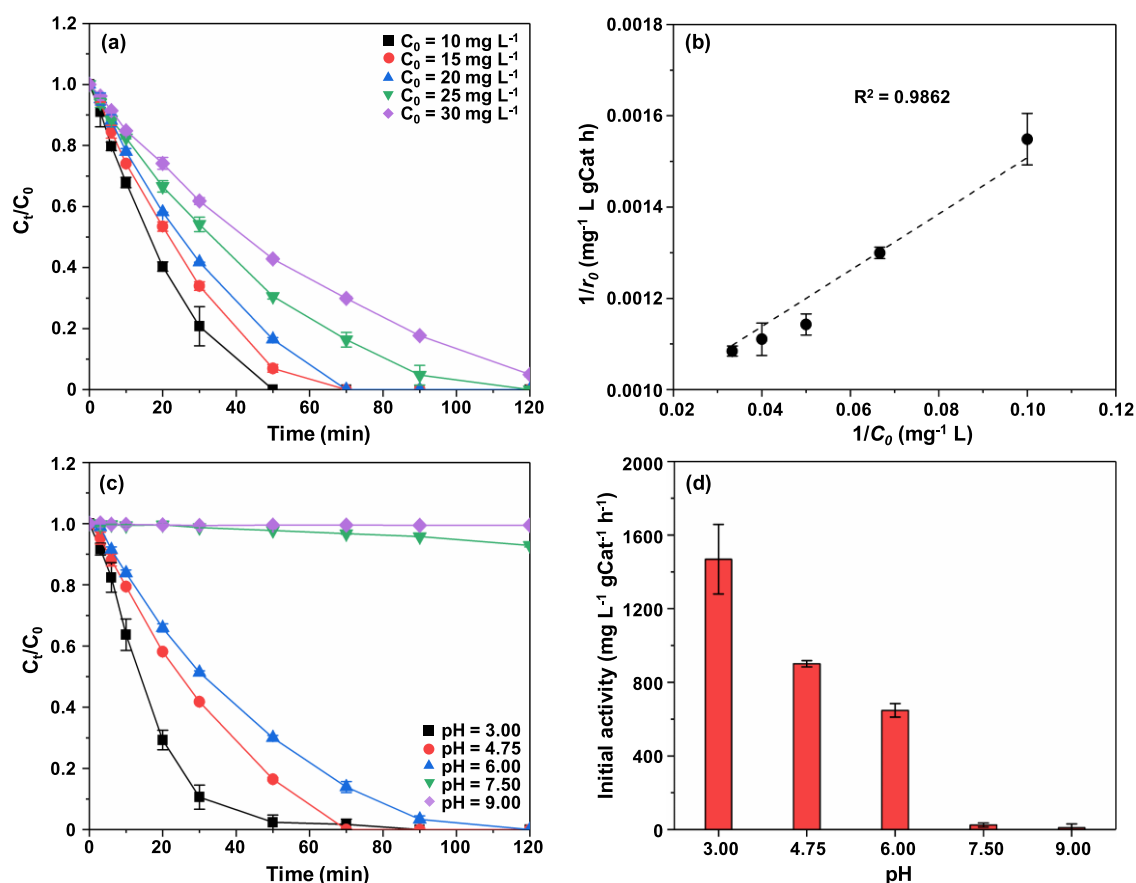 (a)
C₀ = 10 mg L⁻¹
C₀ = 15 mg L⁻¹
C₀ = 20 mg L⁻¹
C₀ = 25 mg L⁻¹
C₀ = 30 mg L⁻¹
1.2
1.0
0.8
0.6
0.4
0.2
0
Cₜ/C₀
0 20 40 60 80 100 120
Time (min)
(b)
R² = 0.9862
0.0018
0.0016
0.0014
0.0012
0.0010
1/r₀ (mg⁻¹ L gCat h)
0.02 0.04 0.06 0.08 0.10 0.12
1/C₀ (mg⁻¹ L)
(c)
1.2
1.0
0.8
0.6
0.4
0.2
0
Cₜ/C₀
pH = 3.00
pH = 4.75
pH = 6.00
pH = 7.50
pH = 9.00
0 20 40 60 80 100 120
Time (min)
(d)
2000
1600
1200
800
400
0
Initial activity (mg L⁻¹ gCat⁻¹ h⁻¹)
3.00 4.75 6.00 7.50 9.00
pH